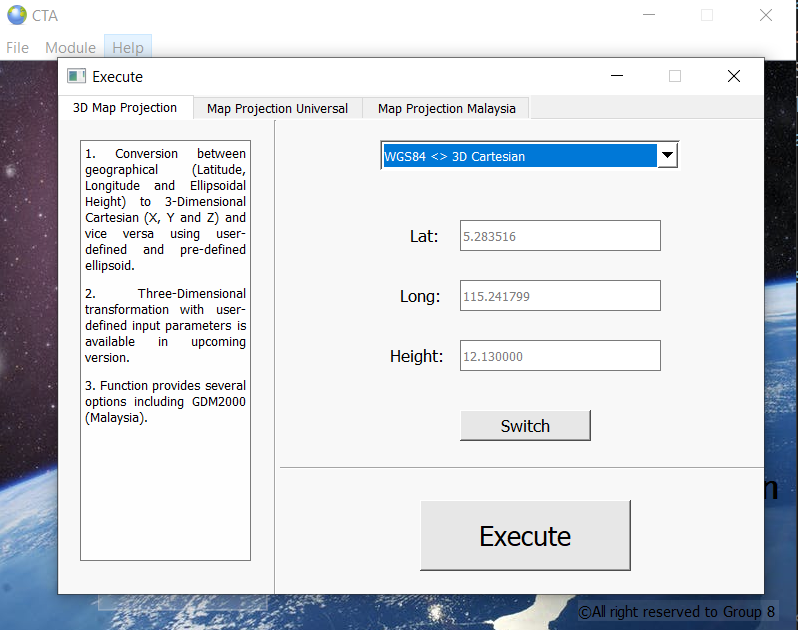 CTA
File Module Help
Execute
3D Map Projection Map Projection Universal Map Projection Malaysia
1. Conversion between
geographical (Latitude,
Longitude and Ellipsoidal
Height) to 3-Dimensional
Cartesian (X, Y and Z) and
vice versa using user-
defined and pre-defined
ellipsoid.
2. Three-Dimensional
transformation with user-
defined input parameters is
available in upcoming
version.
3. Function provides several
options including GDM2000
(Malaysia).
WGS84 <> 3D Cartesian
Lat: 5.283516
Long: 115.241799
Height: 12.130000
Switch
Execute
n
©All right reserved to Group 8